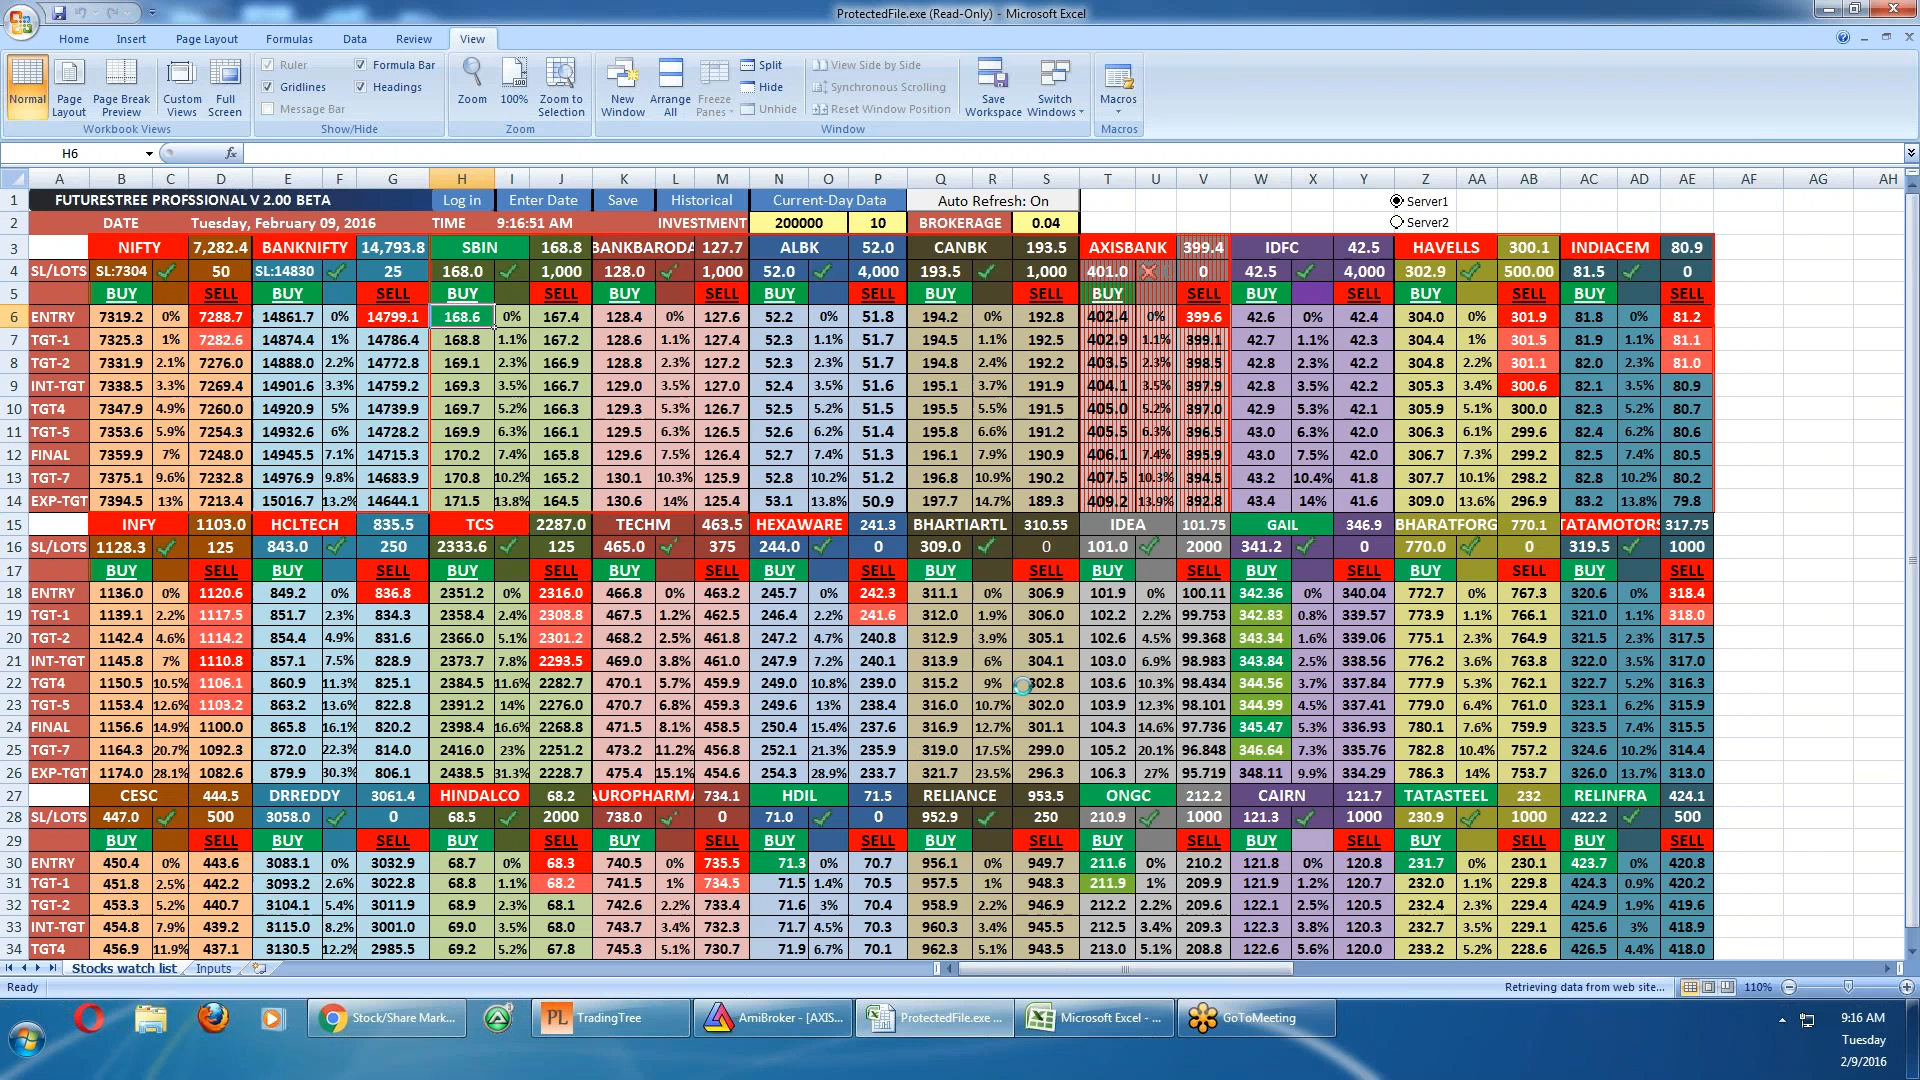 ProtectedFile.exe (Read-Only) - Microsoft Excel
Home Insert Page Layout Formulas Data Review View
Ruler Formula Bar Gridlines Headings Message Bar
Normal Page Layout Page Break Preview Custom Views Full Screen
Zoom 100% Zoom to Selection New Window Arrange All Freeze Panes
Split Hide Unhide View Side by Side Synchronous Scrolling Reset Window Position
Save Workspace Switch Windows Macros
Workbook Views Show/Hide Zoom Window Macros
H6 fx
A B C D E F G H I J K L M N O P Q R S T U V W X Y Z AA AB AC AD AE AF AG AH
1 FUTURESTREE PROFSSIONAL V 2.00 BETA Log in Enter Date Save Historical Current-Day Data Auto Refresh: On Server1
2 DATE Tuesday, February 09, 2016 TIME 9:16:51 AM INVESTMENT 200000 10 BROKERAGE 0.04 Server2
3 NIFTY 7,282.4 BANKNIFTY 14,793.8 SBIN 168.8 BANKBARODA 127.7 ALBK 52.0 CANBK 193.5 AXISBANK 399.4 IDFC 42.5 HAVELLS 300.1 INDIACEM 80.9
4 SL/LOTS SL:7304 50 SL:14830 25 168.0 1,000 128.0 1,000 52.0 4,000 193.5 1,000 401.0 0 42.5 4,000 302.9 500.00 81.5 0
5 BUY SELL BUY SELL BUY SELL BUY SELL BUY SELL BUY SELL BUY SELL BUY SELL BUY SELL BUY SELL
6 ENTRY 7319.2 0% 7288.7 14861.7 0% 14799.1 168.6 0% 167.4 128.4 0% 127.6 52.2 0% 51.8 194.2 0% 192.8 402.4 0% 399.6 42.6 0% 42.4 304.0 0% 301.9 81.8 0% 81.2
7 TGT-1 7325.3 1% 7282.6 14874.4 1% 14786.4 168.8 1.1% 167.2 128.6 1.1% 127.4 52.3 1.1% 51.7 194.5 1.1% 192.5 402.9 1.1% 399.1 42.7 1.1% 42.3 304.4 1% 301.5 81.9 1.1% 81.1
8 TGT-2 7331.9 2.1% 7276.0 14888.0 2.2% 14772.8 169.1 2.3% 166.9 128.8 2.3% 127.2 52.3 2.3% 51.7 194.8 2.4% 192.2 403.5 2.3% 398.5 42.8 2.3% 42.2 304.8 2.2% 301.1 82.0 2.3% 81.0
9 INT-TGT 7338.5 3.3% 7269.4 14901.6 3.3% 14759.2 169.3 3.5% 166.7 129.0 3.5% 127.0 52.4 3.5% 51.6 195.1 3.7% 191.9 404.1 3.5% 397.9 42.8 3.5% 42.2 305.3 3.4% 300.6 82.1 3.5% 80.9
10 TGT4 7347.9 4.9% 7260.0 14920.9 5% 14739.9 169.7 5.2% 166.3 129.3 5.3% 126.7 52.5 5.2% 51.5 195.5 5.5% 191.5 405.0 5.2% 397.0 42.9 5.3% 42.1 305.9 5.1% 300.0 82.3 5.2% 80.7
11 TGT-5 7353.6 5.9% 7254.3 14932.6 6% 14728.2 169.9 6.3% 166.1 129.5 6.3% 126.5 52.6 6.2% 51.4 195.8 6.6% 191.2 405.5 6.3% 396.5 43.0 6.3% 42.0 306.3 6.1% 299.6 82.4 6.2% 80.6
12 FINAL 7359.9 7% 7248.0 14945.5 7.1% 14715.3 170.2 7.4% 165.8 129.6 7.5% 126.4 52.7 7.4% 51.3 196.1 7.9% 190.9 406.1 7.4% 395.9 43.0 7.5% 42.0 306.7 7.3% 299.2 82.5 7.4% 80.5
13 TGT-7 7375.1 9.6% 7232.8 14976.9 9.8% 14683.9 170.8 10.2% 165.2 130.1 10.3% 125.9 52.8 10.2% 51.2 196.8 10.9% 190.2 407.5 10.3% 394.5 43.2 10.4% 41.8 307.7 10.1% 298.2 82.8 10.2% 80.2
14 EXP-TGT 7394.5 13% 7213.4 15016.7 13.2% 14644.1 171.5 13.8% 164.5 130.6 14% 125.4 53.1 13.8% 50.9 197.7 14.7% 189.3 409.2 13.9% 392.8 43.4 14% 41.6 309.0 13.6% 296.9 83.2 13.8% 79.8
15 INFY 1103.0 HCLTECH 835.5 TCS 2287.0 TECHM 463.5 HEXAWARE 241.3 BHARTIARTL 310.55 IDEA 101.75 GAIL 346.9 BHARATFORG 770.1 TATAMOTORS 317.75
16 SL/LOTS 1128.3 125 843.0 250 2333.6 125 465.0 375 244.0 0 309.0 0 101.0 2000 341.2 0 770.0 0 319.5 1000
17 BUY SELL BUY SELL BUY SELL BUY SELL BUY SELL BUY SELL BUY SELL BUY SELL BUY SELL BUY SELL
18 ENTRY 1136.0 0% 1120.6 849.2 0% 836.8 2351.2 0% 2316.0 466.8 0% 463.2 245.7 0% 242.3 311.1 0% 306.9 101.9 0% 100.11 342.36 0% 340.04 772.7 0% 767.3 320.6 0% 318.4
19 TGT-1 1139.1 2.2% 1117.5 851.7 2.3% 834.3 2358.4 2.4% 2308.8 467.5 1.2% 462.5 246.4 2.2% 241.6 312.0 1.9% 306.0 102.2 2.2% 99.753 342.83 0.8% 339.57 773.9 1.1% 766.1 321.0 1.1% 318.0
20 TGT-2 1142.4 4.6% 1114.2 854.4 4.9% 831.6 2366.0 5.1% 2301.2 468.2 2.5% 461.8 247.2 4.7% 240.8 312.9 3.9% 305.1 102.6 4.5% 99.368 343.34 1.6% 339.06 775.1 2.3% 764.9 321.5 2.3% 317.5
21 INT-TGT 1145.8 7% 1110.8 857.1 7.5% 828.9 2373.7 7.8% 2293.5 469.0 3.8% 461.0 247.9 7.2% 240.1 313.9 6% 304.1 103.0 6.9% 98.983 343.84 2.5% 338.56 776.2 3.6% 763.8 322.0 3.5% 317.0
22 TGT4 1150.5 10.5% 1106.1 860.9 11.3% 825.1 2384.5 11.6% 2282.7 470.1 5.7% 459.9 249.0 10.8% 239.0 315.2 9% 302.8 103.6 10.3% 98.434 344.56 3.7% 337.84 777.9 5.3% 762.1 322.7 5.2% 316.3
23 TGT-5 1153.4 12.6% 1103.2 863.2 13.6% 822.8 2391.2 14% 2276.0 470.7 6.8% 459.3 249.6 13% 238.4 316.0 10.7% 302.0 103.9 12.3% 98.101 344.99 4.5% 337.41 779.0 6.4% 761.0 323.1 6.2% 315.9
24 FINAL 1156.6 14.9% 1100.0 865.8 16.1% 820.2 2398.4 16.6% 2268.8 471.5 8.1% 458.5 250.4 15.4% 237.6 316.9 12.7% 301.1 104.3 14.6% 97.736 345.47 5.3% 336.93 780.1 7.6% 759.9 323.5 7.4% 315.5
25 TGT-7 1164.3 20.7% 1092.3 872.0 22.3% 814.0 2416.0 23% 2251.2 473.2 11.2% 456.8 252.1 21.3% 235.9 319.0 17.5% 299.0 105.2 20.1% 96.848 346.64 7.3% 335.76 782.8 10.4% 757.2 324.6 10.2% 314.4
26 EXP-TGT 1174.0 28.1% 1082.6 879.9 30.3% 806.1 2438.5 31.3% 2228.7 475.4 15.1% 454.6 254.3 28.9% 233.7 321.7 23.5% 296.3 106.3 27% 95.719 348.11 9.9% 334.29 786.3 14% 753.7 326.0 13.7% 313.0
27 CESC 444.5 DRREDDY 3061.4 HINDALCO 68.2 AUROPHARMA 734.1 HDIL 71.5 RELIANCE 953.5 ONGC 212.2 CAIRN 121.7 TATASTEEL 232 RELINFRA 424.1
28 SL/LOTS 447.0 500 3058.0 0 68.5 2000 738.0 0 71.0 0 952.9 250 210.9 1000 121.3 1000 230.9 1000 422.2 500
29 BUY SELL BUY SELL BUY SELL BUY SELL BUY SELL BUY SELL BUY SELL BUY SELL BUY SELL BUY SELL
30 ENTRY 450.4 0% 443.6 3083.1 0% 3032.9 68.7 0% 68.3 740.5 0% 735.5 71.3 0% 70.7 956.1 0% 949.7 211.6 0% 210.2 121.8 0% 120.8 231.7 0% 230.1 423.7 0% 420.8
31 TGT-1 451.8 2.5% 442.2 3093.2 2.6% 3022.8 68.8 1.1% 68.2 741.5 1% 734.5 71.5 1.4% 70.5 957.5 1% 948.3 211.9 1% 209.9 121.9 1.2% 120.7 232.0 1.1% 229.8 424.3 0.9% 420.2
32 TGT-2 453.3 5.2% 440.7 3104.1 5.4% 3011.9 68.9 2.3% 68.1 742.6 2.2% 733.4 71.6 3% 70.4 958.9 2.2% 946.9 212.2 2.2% 209.6 122.1 2.5% 120.5 232.4 2.3% 229.4 424.9 1.9% 419.6
33 INT-TGT 454.8 7.9% 439.2 3115.0 8.2% 3001.0 69.0 3.5% 68.0 743.7 3.4% 732.3 71.7 4.5% 70.3 960.3 3.4% 945.5 212.5 3.4% 209.3 122.3 3.8% 120.3 232.7 3.5% 229.1 425.6 3% 418.9
34 TGT4 456.9 11.9% 437.1 3130.5 12.2% 2985.5 69.2 5.2% 67.8 745.3 5.1% 730.7 71.9 6.7% 70.1 962.3 5.1% 943.5 213.0 5.1% 208.8 122.6 5.6% 120.0 233.2 5.2% 228.6 426.5 4.4% 418.0
Stocks watch list Inputs
Ready Retrieving data from web site... 110%
Stock/Share Mark... PL TradingTree AmiBroker - [AXIS... ProtectedFile.exe ... Microsoft Excel - ... GoToMeeting
9:16 AM
Tuesday
2/9/2016